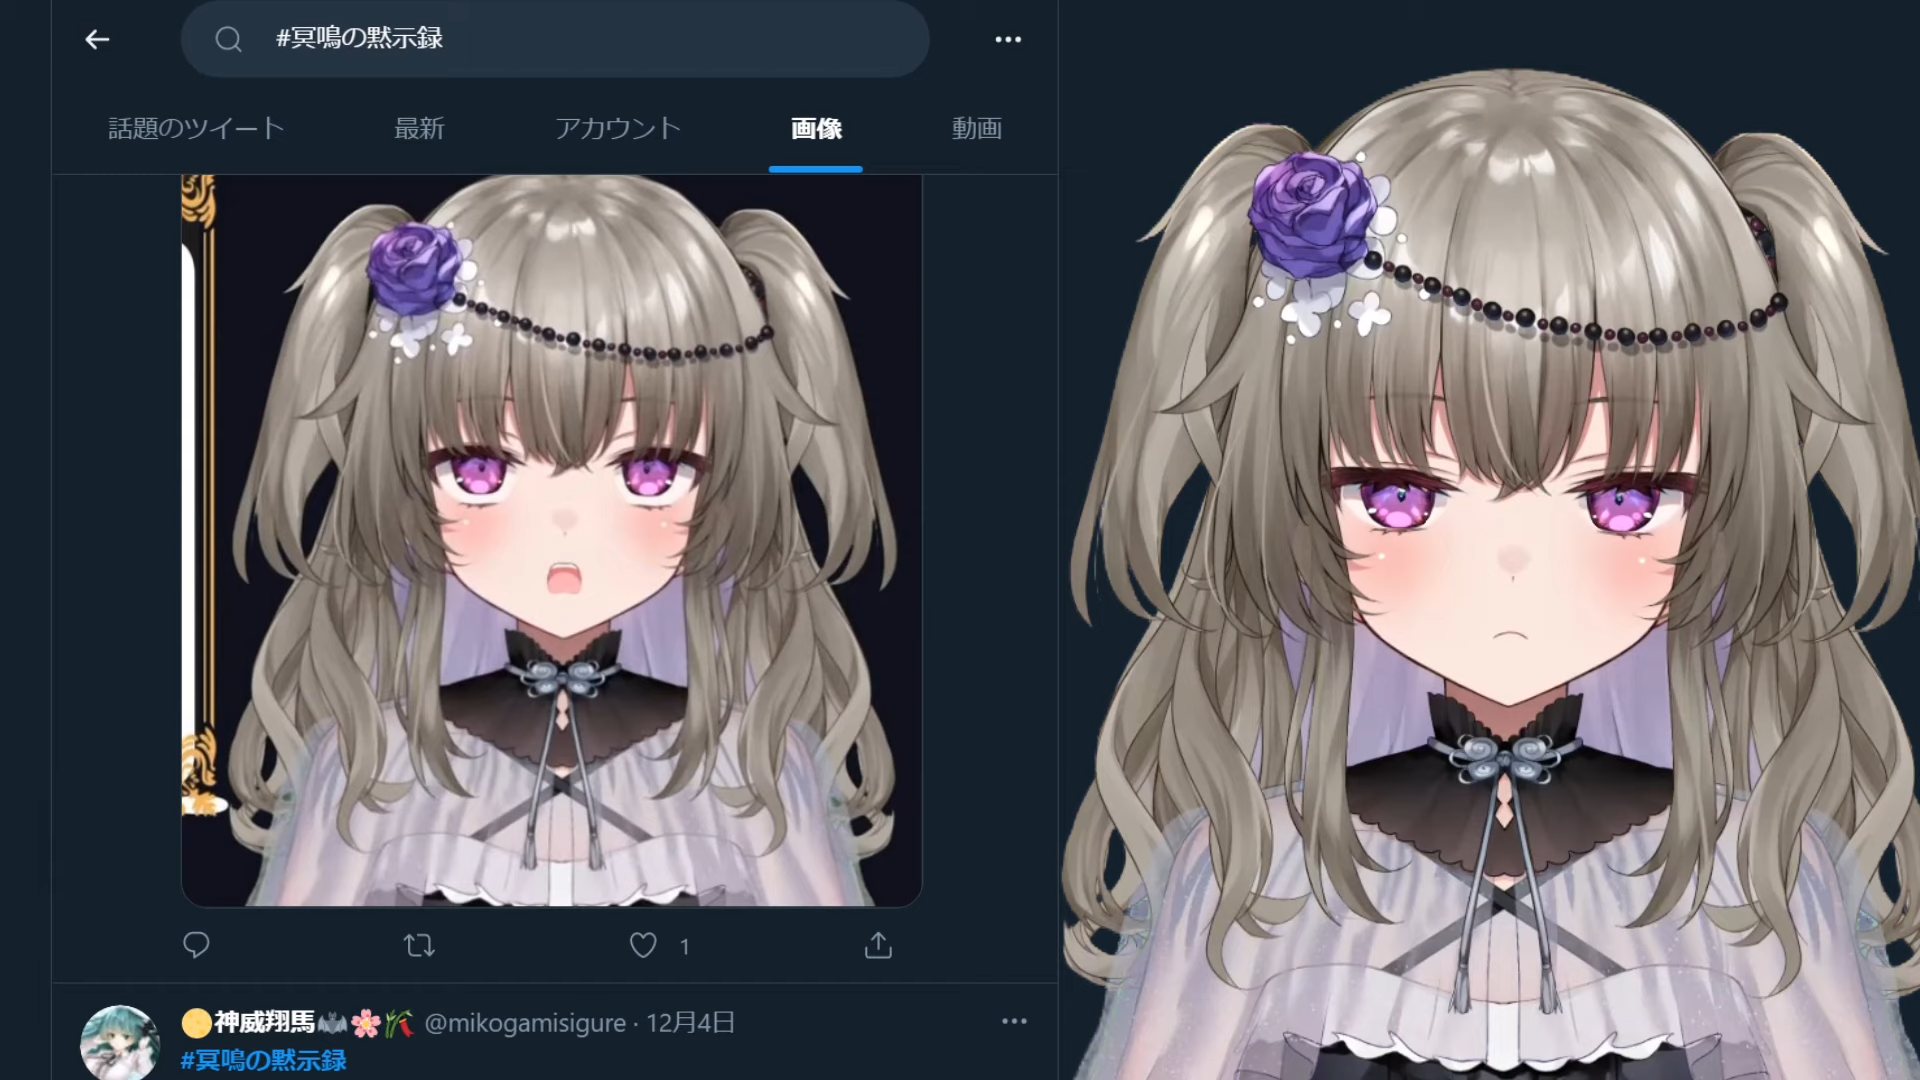 #冥鳴の黙示録
話題のツイート
最新
アカウント
画像
動画
1
神威翔馬 @mikogamisigure · 12月4日
#冥鳴の黙示録